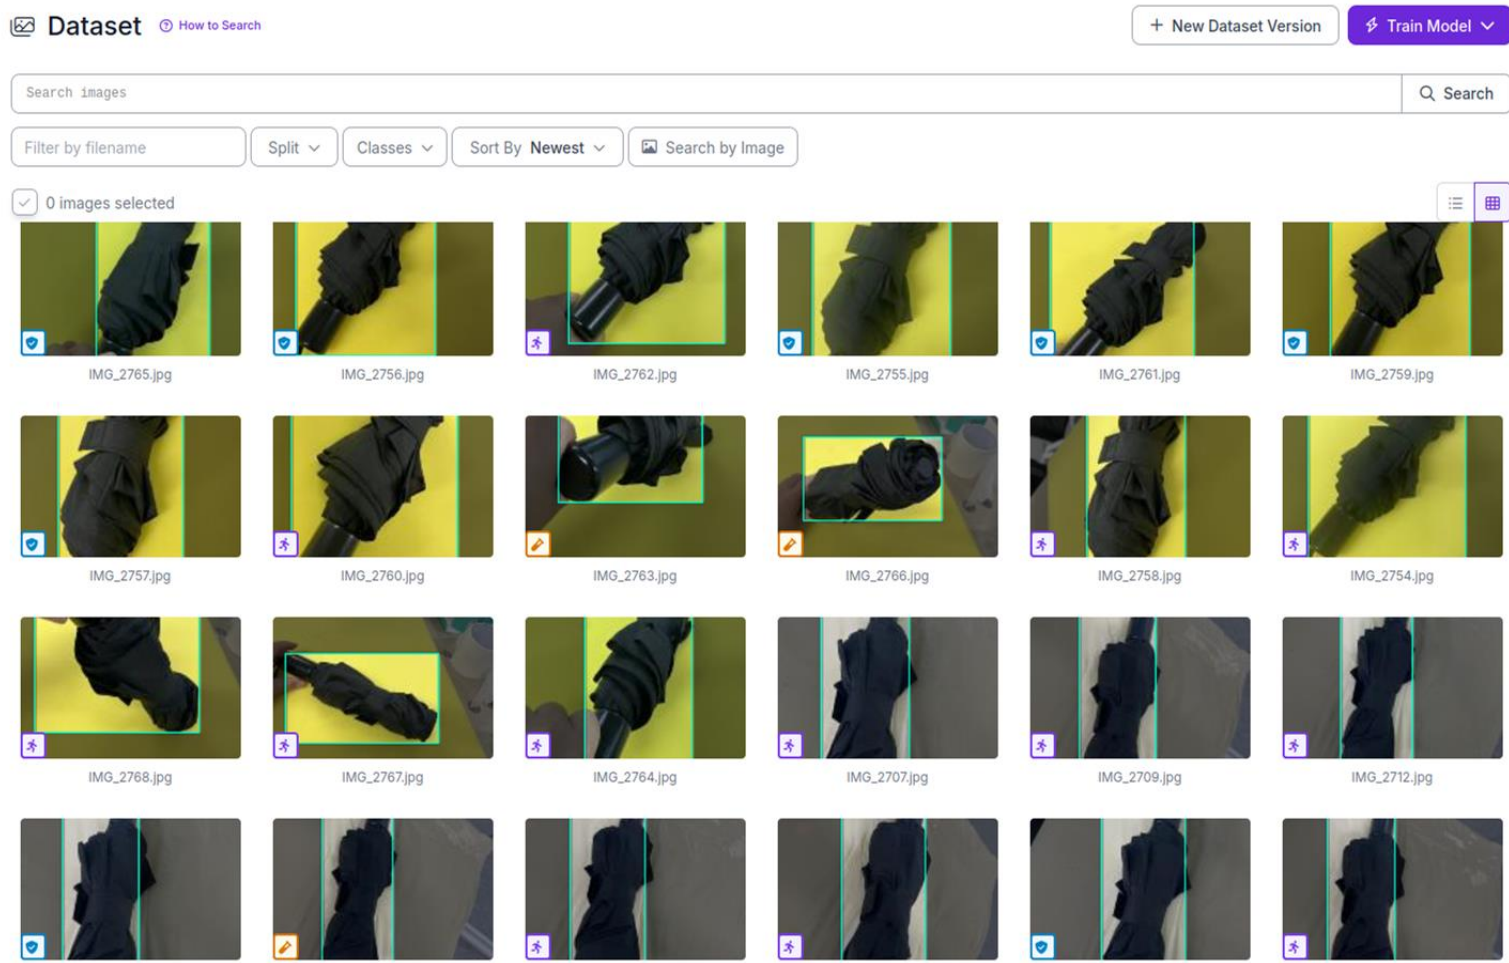 Dataset How to Search + New Dataset Version Train Model
Search images Search
Filter by filename Split Classes Sort By Newest Search by Image
0 images selected
IMG_2765.jpg IMG_2756.jpg IMG_2762.jpg IMG_2755.jpg IMG_2761.jpg IMG_2759.jpg
IMG_2757.jpg IMG_2760.jpg IMG_2763.jpg IMG_2766.jpg IMG_2758.jpg IMG_2754.jpg
IMG_2768.jpg IMG_2767.jpg IMG_2764.jpg IMG_2707.jpg IMG_2709.jpg IMG_2712.jpg